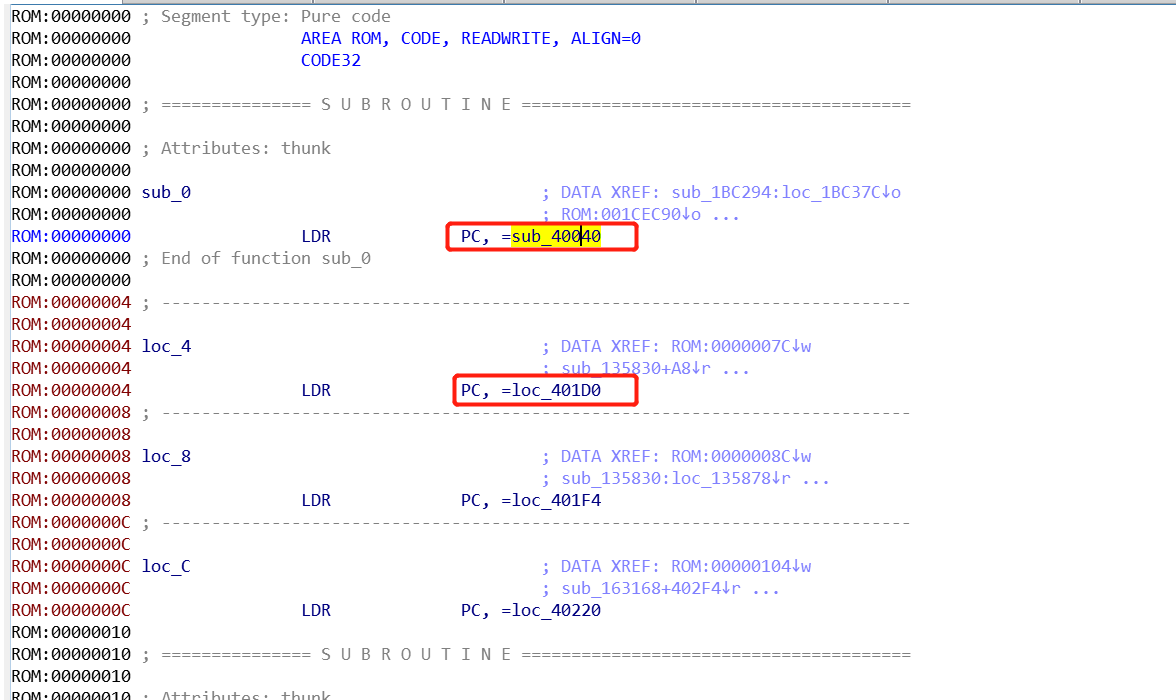 ROM:00000000 ; Segment type: Pure code
ROM:00000000 AREA ROM, CODE, READWRITE, ALIGN=0
ROM:00000000 CODE32
ROM:00000000
ROM:00000000 ; =============== S U B R O U T I N E =======================================
ROM:00000000
ROM:00000000 ; Attributes: thunk
ROM:00000000
ROM:00000000 sub_0 ; DATA XREF: sub_1BC294:loc_1BC37C↓o
ROM:00000000 ; ROM:001CEC90↓o ...
ROM:00000000 LDR PC, =sub_40040
ROM:00000000 ; End of function sub_0
ROM:00000000
ROM:00000004 ; ---------------------------------------------------------------------------
ROM:00000004
ROM:00000004 loc_4 ; DATA XREF: ROM:0000007C↓w
ROM:00000004 ; sub_135830+A8↓r ...
ROM:00000004 LDR PC, =loc_401D0
ROM:00000008 ; ---------------------------------------------------------------------------
ROM:00000008
ROM:00000008 loc_8 ; DATA XREF: ROM:0000008C↓w
ROM:00000008 ; sub_135830:loc_135878↓r ...
ROM:00000008 LDR PC, =loc_401F4
ROM:0000000C ; ---------------------------------------------------------------------------
ROM:0000000C
ROM:0000000C loc_C ; DATA XREF: ROM:00000104↓w
ROM:0000000C ; sub_163168+402F4↓r ...
ROM:0000000C LDR PC, =loc_40220
ROM:00000010
ROM:00000010 ; =============== S U B R O U T I N E =======================================
ROM:00000010
ROM:00000010 ; Attributes: thunk